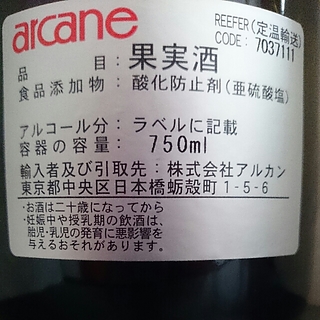 arcane
REEFER(定温輸送)
CODE: 7037111
品目:果実酒
食品添加物:酸化防止剤(亜硫酸塩)
アルコール分:ラベルに記載
容器の容量: 750ml
輸入者及び引取先:株式会社アルカン
東京都中央区日本橋蛎殻町1-5-6
・お酒は二十歳になってから
・妊娠中や授乳期の飲酒は、
胎児・乳児の発育に悪影響を
与えるおそれがあります。